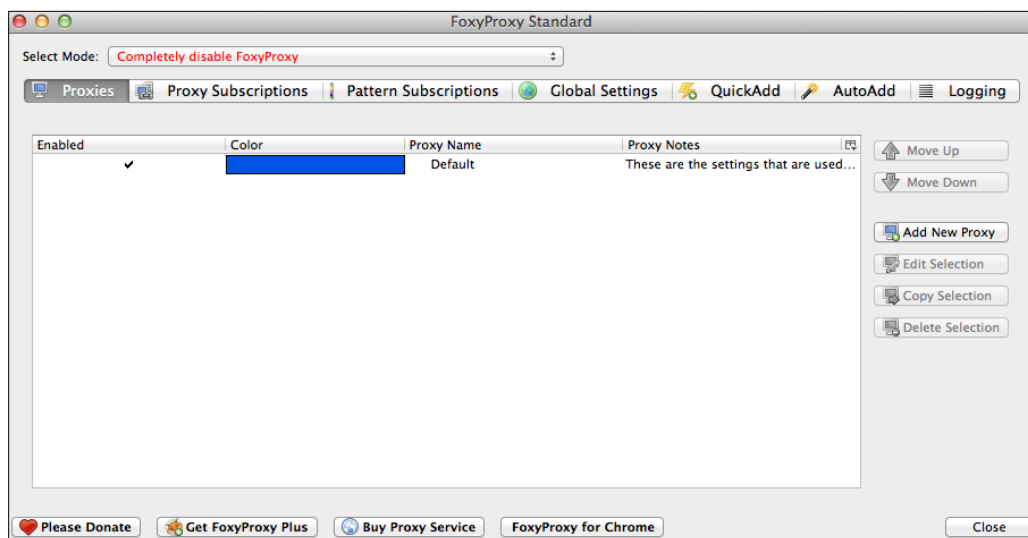 FoxyProxy Standard
Select Mode: Completely disable FoxyProxy
Proxies Proxy Subscriptions Pattern Subscriptions Global Settings QuickAdd AutoAdd Logging
Enabled Color Proxy Name Proxy Notes
✔ Default These are the settings that are used...
Move Up
Move Down
Add New Proxy
Edit Selection
Copy Selection
Delete Selection
Please Donate Get FoxyProxy Plus Buy Proxy Service FoxyProxy for Chrome Close